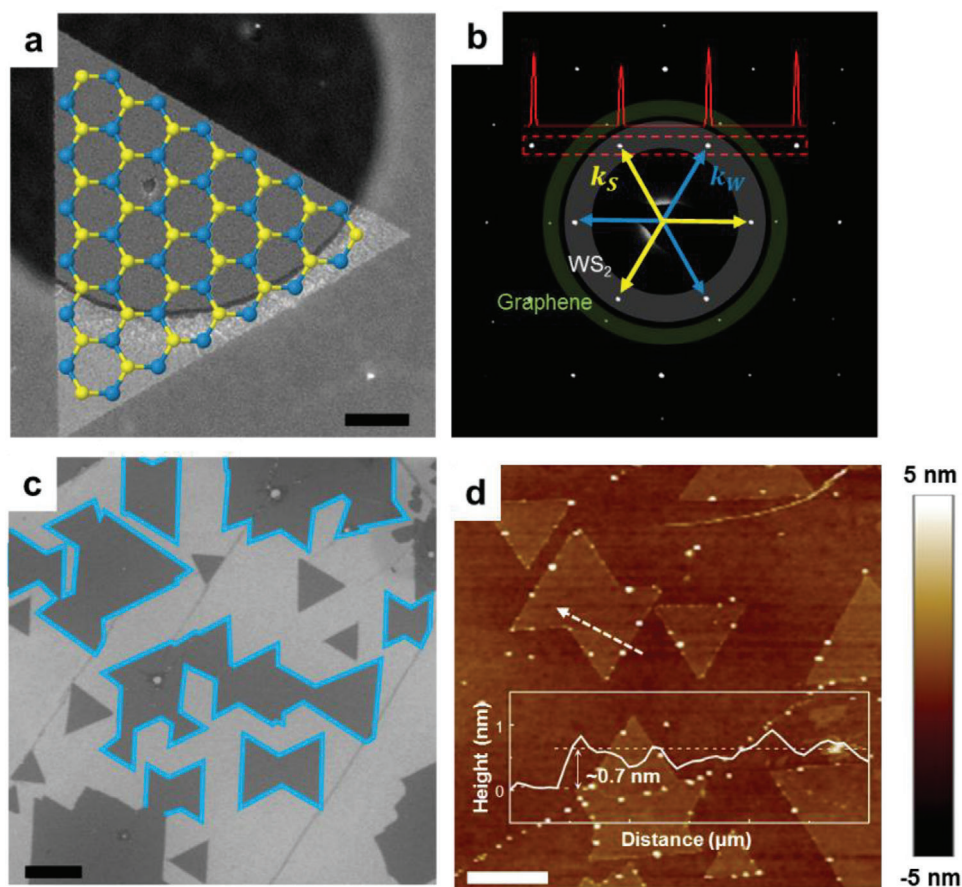 a
b
k_S
k_W
WS₂
Graphene
c
d
5 nm
-5 nm
Height (nm)
1
0
~0.7 nm
Distance (μm)